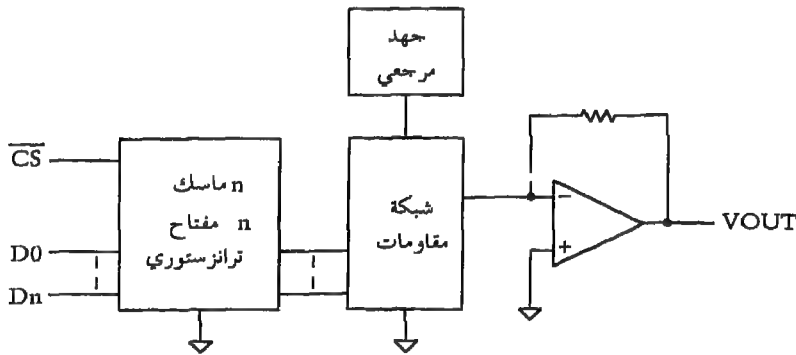 جهد
مرجعي
CS
n ماسك
n مفتاح
ترانزستوري
D0
Dn
شبكة
مقاومات
−
+
VOUT